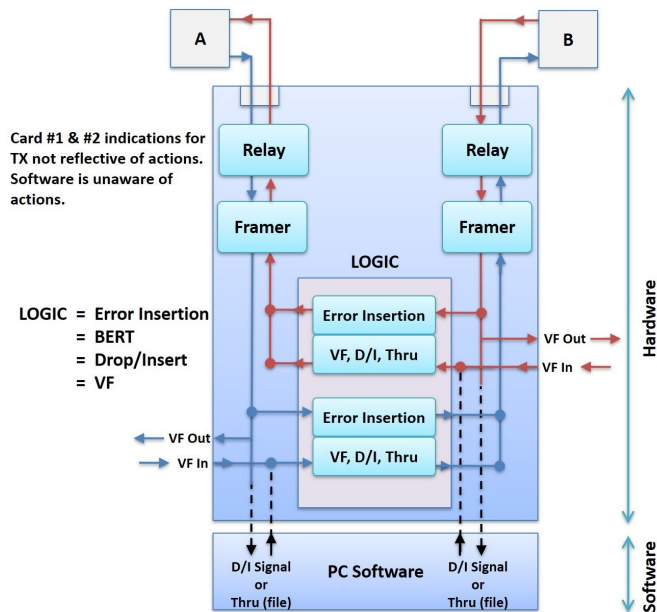 A
B
Card #1 & #2 indications for
TX not reflective of actions.
Software is unaware of
actions.
Relay
Relay
Framer
Framer
LOGIC
LOGIC = Error Insertion
= BERT
= Drop/Insert
= VF
Error Insertion
VF, D/I, Thru
VF Out
VF In
Error Insertion
VF, D/I, Thru
VF Out
VF In
Hardware
D/I Signal
or
Thru (file)
PC Software
D/I Signal
or
Thru (file)
Software